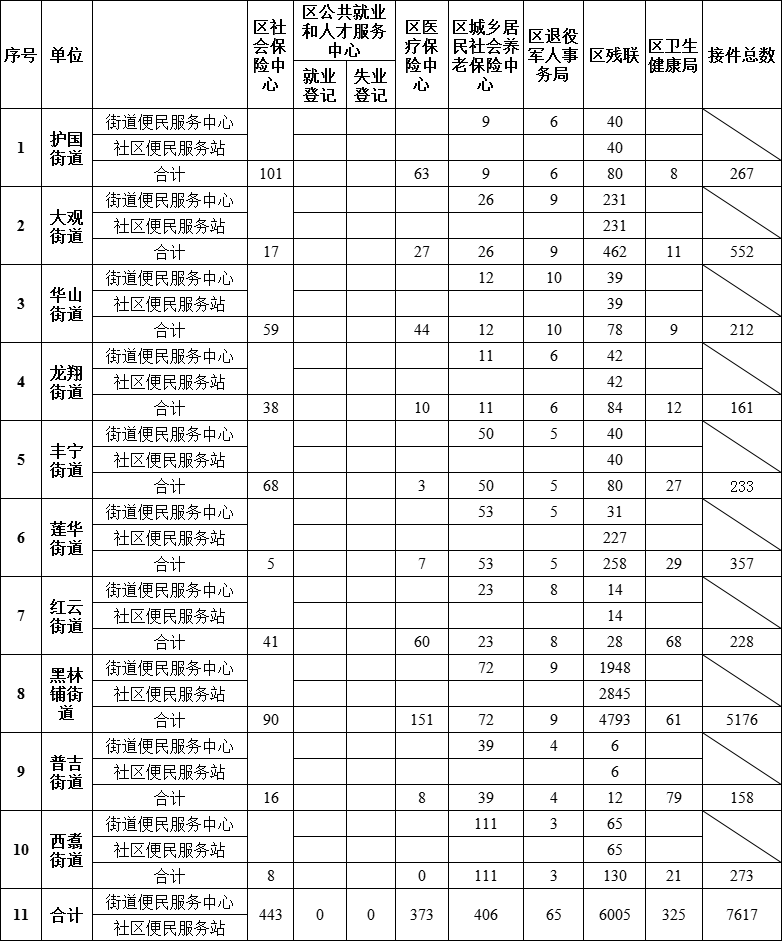 序号 单位 区社会保险中心 区公共就业和人才服务中心 区医疗保险中心 区城乡居民社会养老保险中心 区退役军人事务局 区残联 区卫生健康局 接件总数
就业登记 失业登记
1 护国街道 街道便民服务中心 9 6 40
社区便民服务站 40
合计 101 63 9 6 80 8 267
2 大观街道 街道便民服务中心 26 9 231
社区便民服务站 231
合计 17 27 26 9 462 11 552
3 华山街道 街道便民服务中心 12 10 39
社区便民服务站 39
合计 59 44 12 10 78 9 212
4 龙翔街道 街道便民服务中心 11 6 42
社区便民服务站 42
合计 38 10 11 6 84 12 161
5 丰宁街道 街道便民服务中心 50 5 40
社区便民服务站 40
合计 68 3 50 5 80 27 233
6 莲华街道 街道便民服务中心 53 5 31
社区便民服务站 227
合计 5 7 53 5 258 29 357
7 红云街道 街道便民服务中心 23 8 14
社区便民服务站 14
合计 41 60 23 8 28 68 228
8 黑林铺街道 街道便民服务中心 72 9 1948
社区便民服务站 2845
合计 90 151 72 9 4793 61 5176
9 普吉街道 街道便民服务中心 39 4 6
社区便民服务站 6
合计 16 8 39 4 12 79 158
10 西翥街道 街道便民服务中心 111 3 65
社区便民服务站 65
合计 8 0 111 3 130 21 273
11 合计 街道便民服务中心 443 0 0 373 406 65 6005 325 7617
社区便民服务站